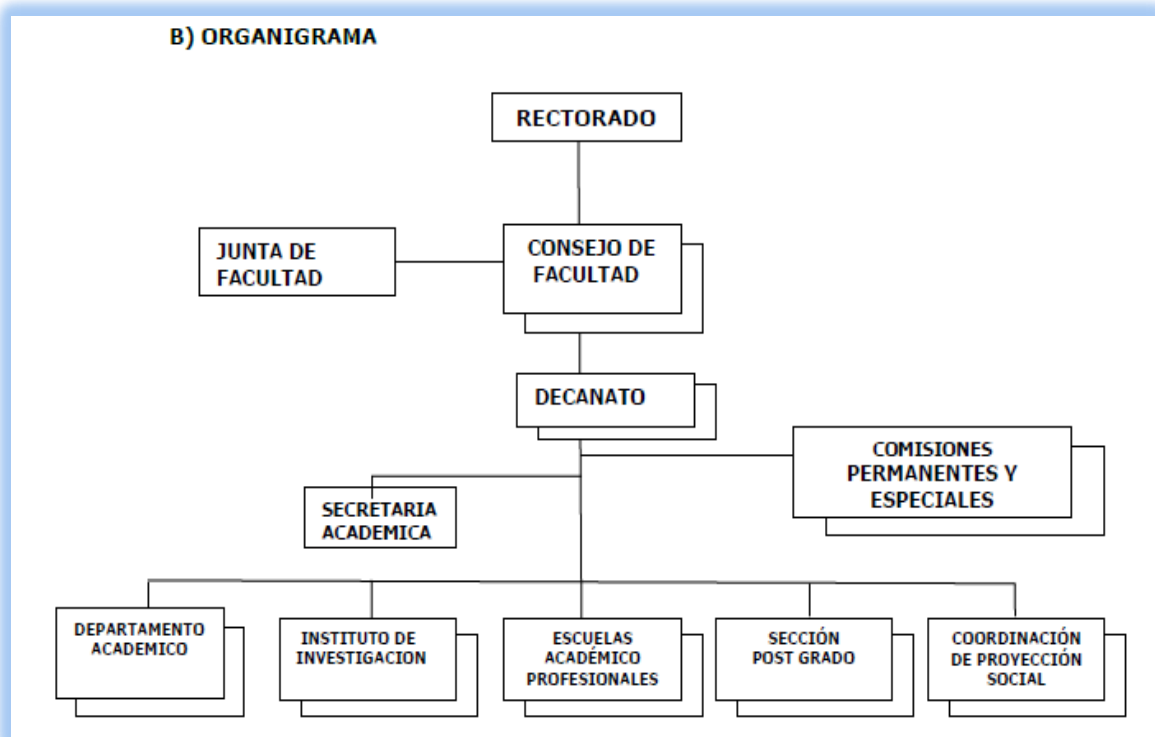 B) ORGANIGRAMA
RECTORADO
JUNTA DE
FACULTAD
CONSEJO DE
FACULTAD
DECANATO
COMISIONES
PERMANENTES Y
ESPECIALES
SECRETARIA
ACADEMICA
DEPARTAMENTO
ACADEMICO
INSTITUTO DE
INVESTIGACION
ESCUELAS
ACADÉMICO
PROFESIONALES
SECCIÓN
POST GRADO
COORDINACIÓN
DE PROYECCIÓN
SOCIAL